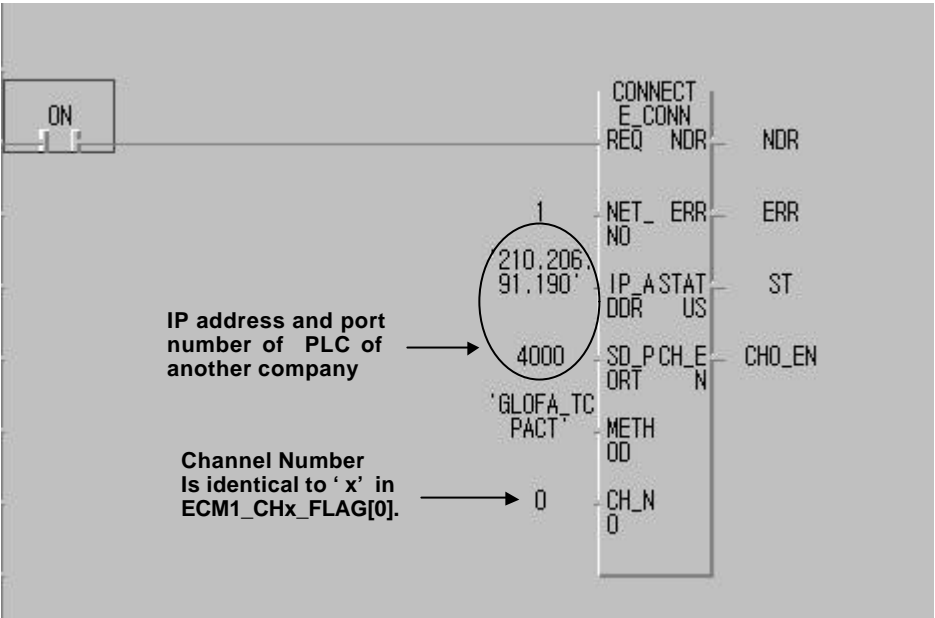 ON
CONNECT
E_CONN
REQ NDR NDR
1 NET_ ERR ERR
NO
'210.206.
91.190' IP_A STAT ST
DDR US
IP address and port
number of PLC of
another company
4000 SD_P CH_E CH0_EN
ORT N
'GLOFA_TC
PACT' METH
OD
Channel Number
Is identical to ‘ x’ in
ECM1_CHx_FLAG[0].
0 CH_N
O